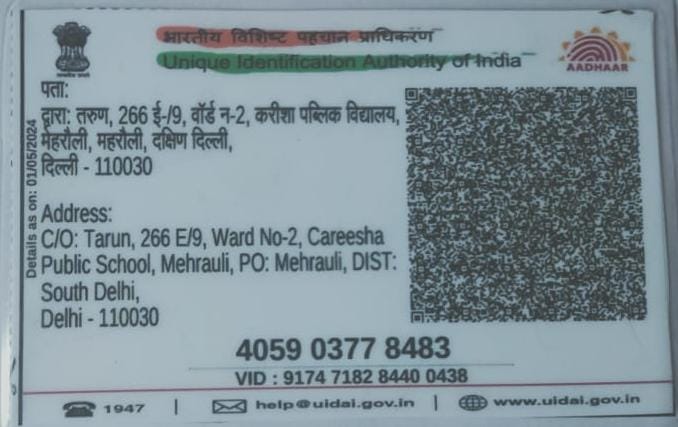 भारतीय विशिष्ट पहचान प्राधिकरण
Unique Identification Authority of India
AADHAAR
पता:
द्वारा: तरुण, 266 ई-/9, वॉर्ड न-2, करीशा पब्लिक विद्यालय,
मेहरौली, महरौली, दक्षिण दिल्ली,
दिल्ली - 110030
Details as on: 01/05/2024
Address:
C/O: Tarun, 266 E/9, Ward No-2, Careesha
Public School, Mehrauli, PO: Mehrauli, DIST:
South Delhi,
Delhi - 110030
4059 0377 8483
VID : 9174 7182 8440 0438
1947 | help@uidai.gov.in | www.uidai.gov.in